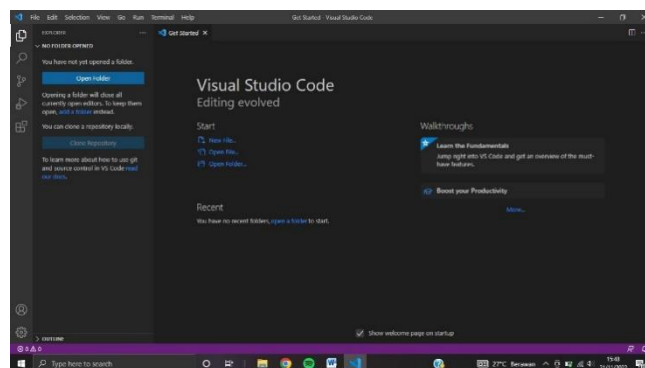 File Edit Selection View Go Run Terminal Help
Get Started - Visual Studio Code
EXPLORER
Get Started
NO FOLDER OPENED
You have not yet opened a folder.
Open Folder
Opening a folder will close all
currently open editors. To keep them
open, add a folder instead.
You can clone a repository locally.
Clone Repository
To learn more about how to use git
and source control in VS Code read
our docs.
OUTLINE
Visual Studio Code
Editing evolved
Start
New File...
Open File...
Open Folder...
Recent
You have no recent folders, open a folder to start.
Walkthroughs
Learn the Fundamentals
Jump right into VS Code and get an overview of the must-
have features.
Boost your Productivity
More...
Show welcome page on startup
0 0
Type here to search
27°C Berawan
15:43